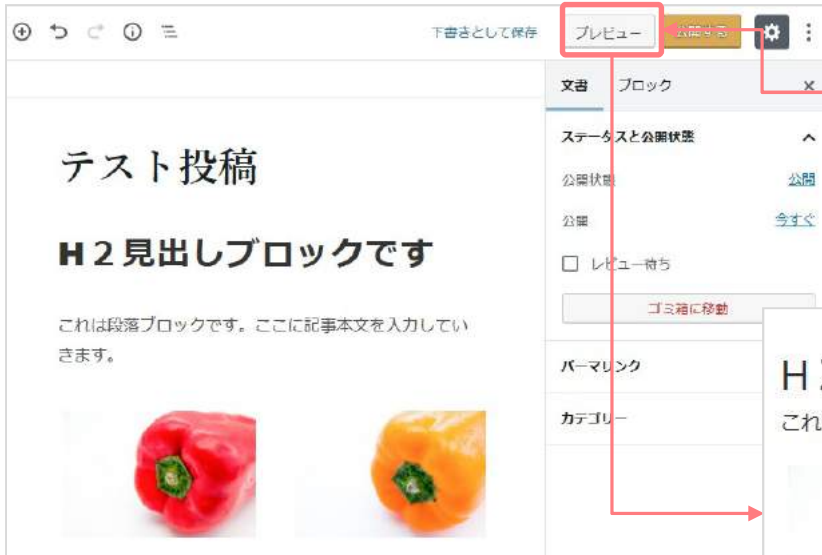 下書きとして保存 プレビュー 公開する
文書 ブロック ×
ステータスと公開状態
テスト投稿
公開状態 公開
公開 今すぐ
H2見出しブロックです
レビュー待ち
ゴミ箱に移動
これは段落ブロックです。ここに記事本文を入力してい
きます。
パーマリンク
カテゴリー
H
これ